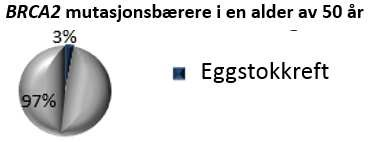 BRCA2 mutasjonsbærere i en alder av 50 år
3%
Eggstokkreft
97%